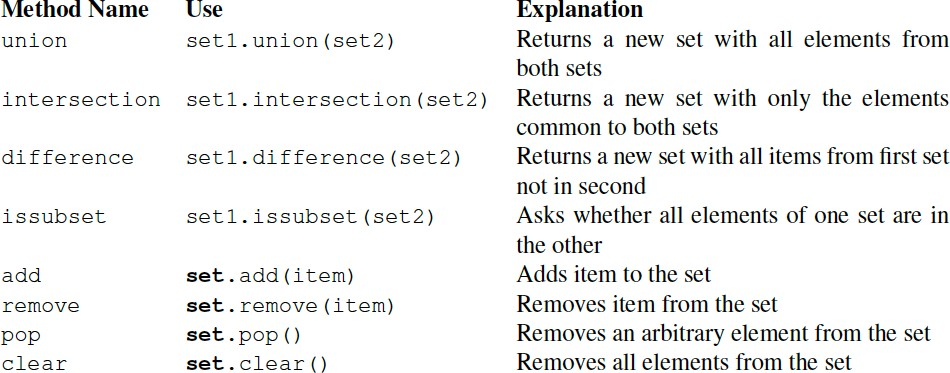 Method Name Use Explanation
union set1.union(set2) Returns a new set with all elements from
both sets
intersection set1.intersection(set2) Returns a new set with only the elements
common to both sets
difference set1.difference(set2) Returns a new set with all items from first set
not in second
issubset set1.issubset(set2) Asks whether all elements of one set are in
the other
add set.add(item) Adds item to the set
remove set.remove(item) Removes item from the set
pop set.pop() Removes an arbitrary element from the set
clear set.clear() Removes all elements from the set